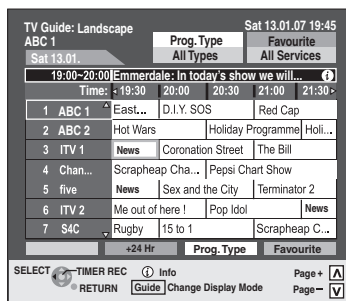 TV Guide: Landscape Sat 13.01.07 19:45
ABC 1 Prog. Type Favourite
Sat 13.01. All Types All Services
19:00~20:00 Emmerdale: In today's show we will... i
Time: 19:30 20:00 20:30 21:00 21:30
1 ABC 1 East... D.I.Y. SOS Red Cap
2 ABC 2 Hot Wars Holiday Programme Holi...
3 ITV 1 News Coronation Street The Bill
4 Chan... Scrapheap Cha... Pepsi Chart Show
5 five News Sex and the City Terminator 2
6 ITV 2 Me out of here ! Pop Idol News
7 S4C Rugby 15 to 1 Scrapheap C...
+24 Hr Prog. Type Favourite
SELECT TIMER REC i Info Page+ ∧
RETURN Guide Change Display Mode Page− ∨